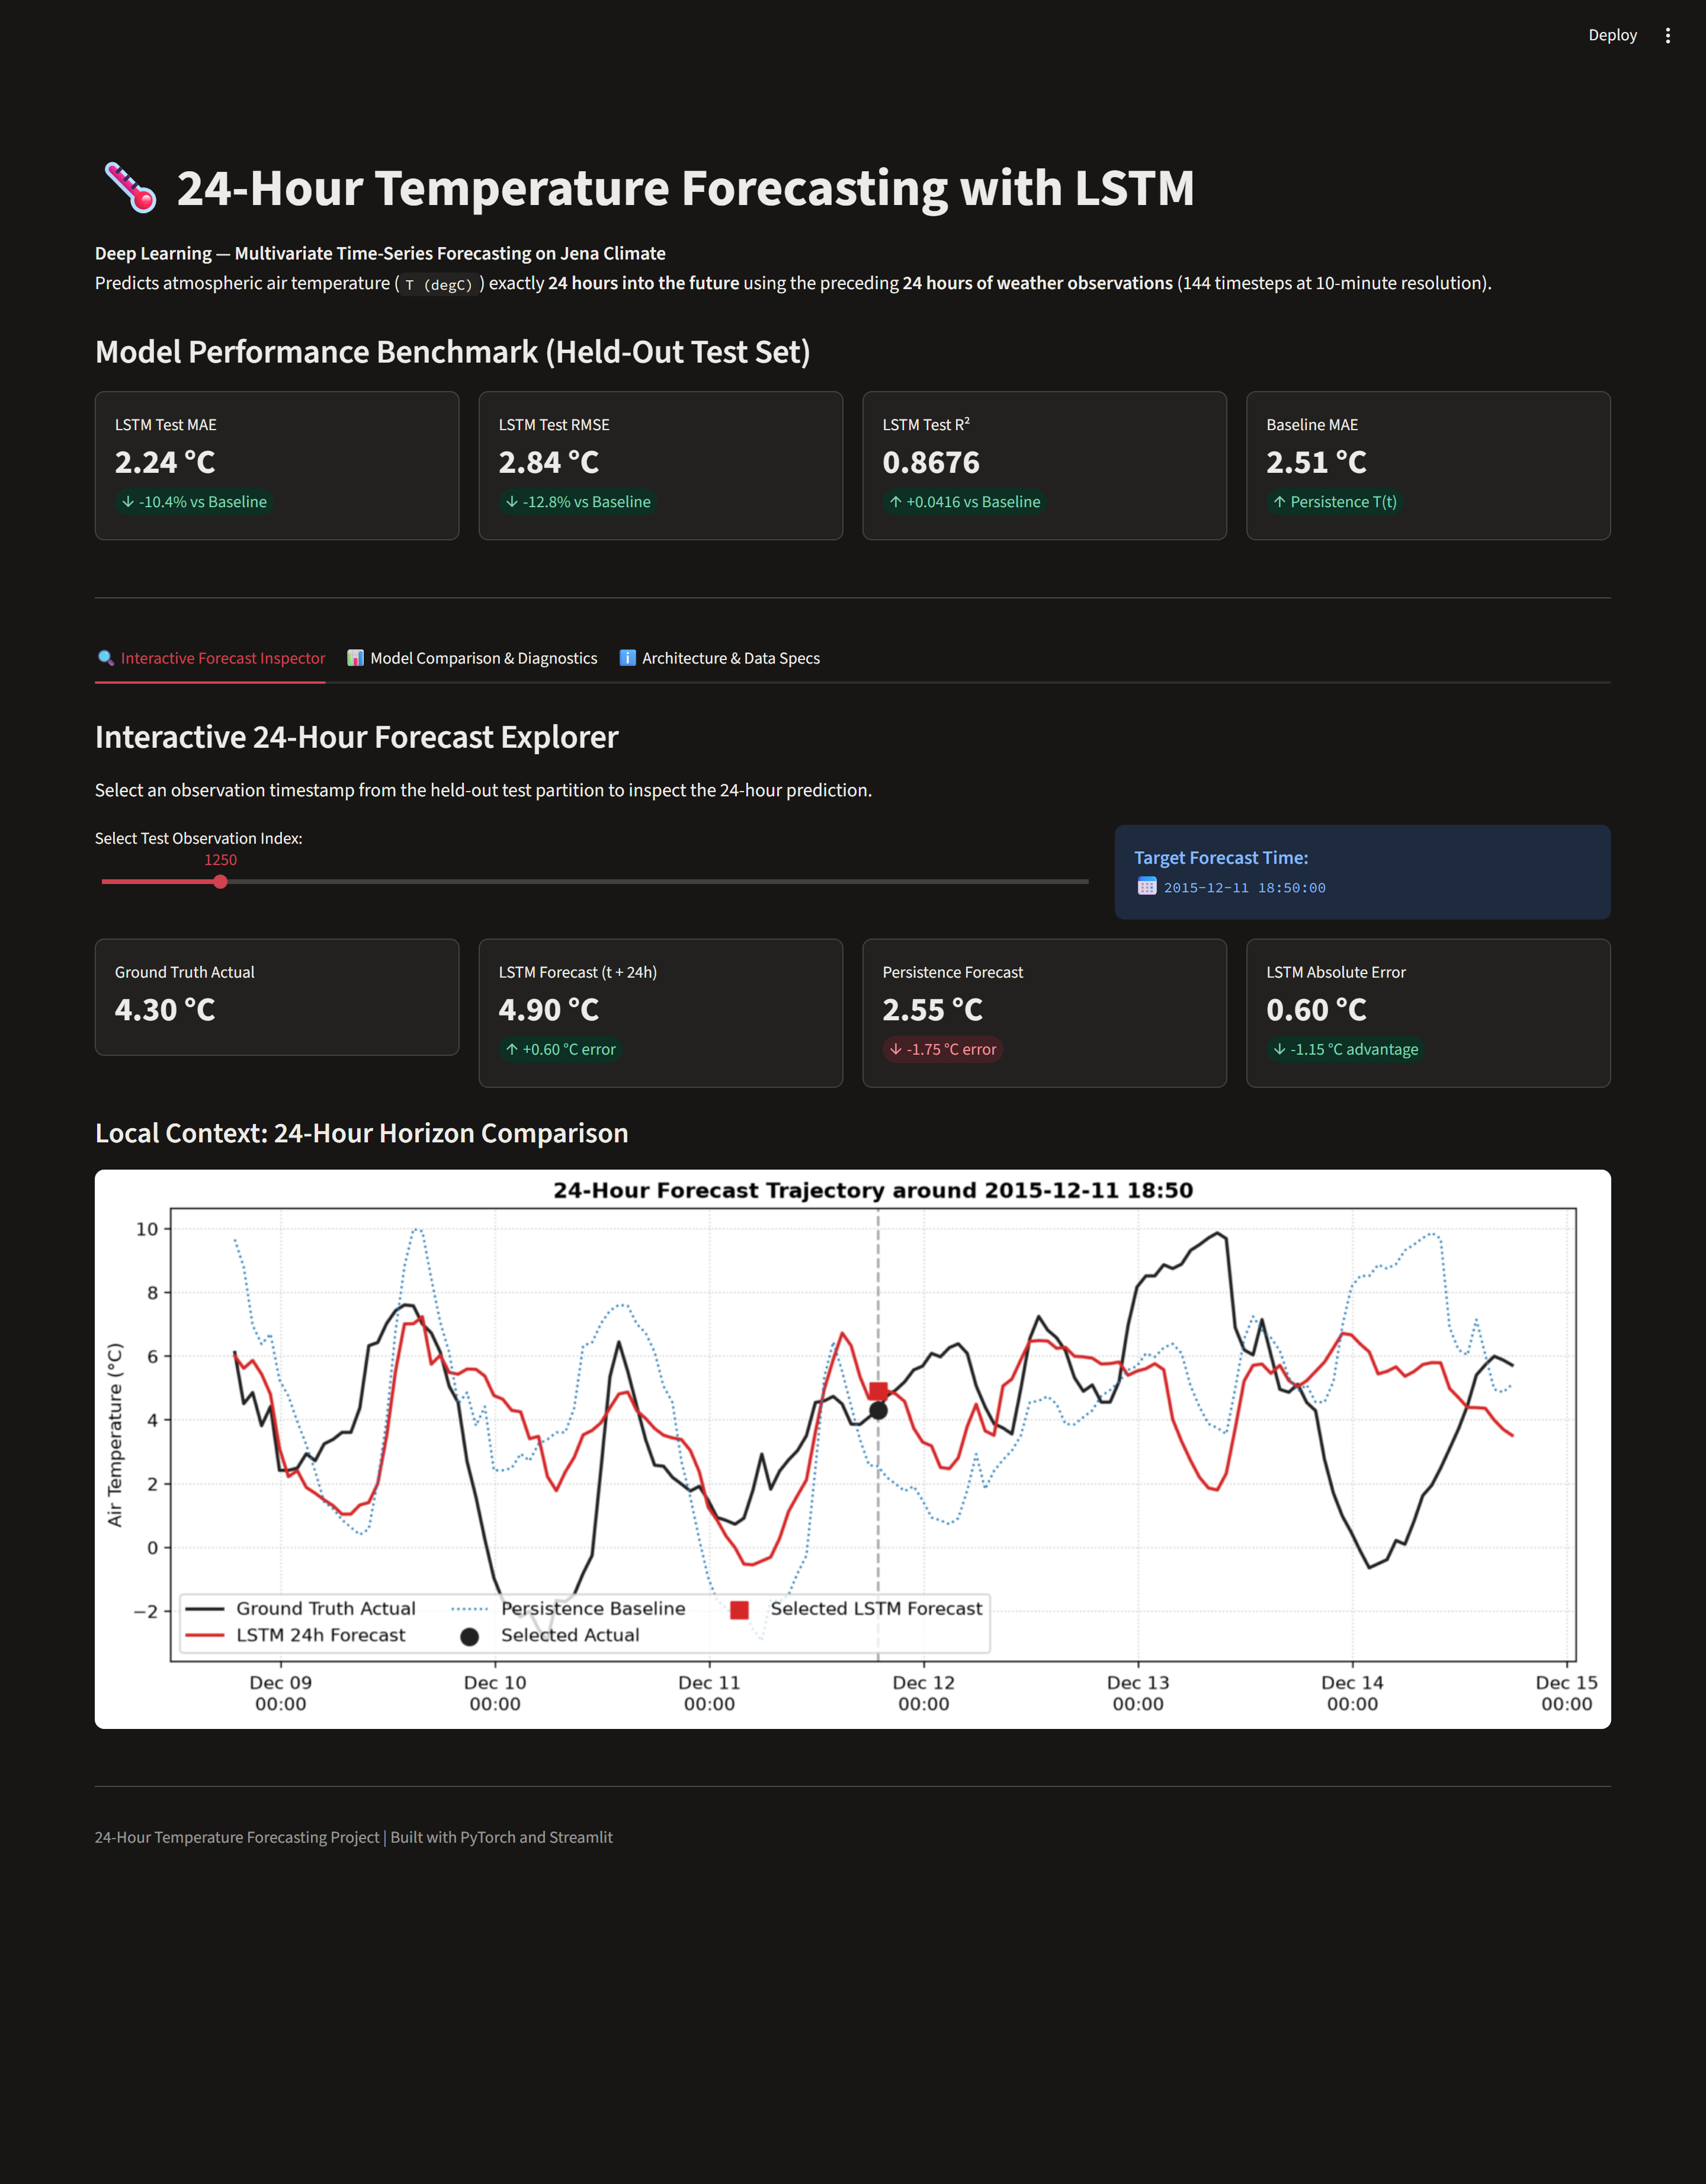 Deploy
24-Hour Temperature Forecasting with LSTM
Deep Learning — Multivariate Time-Series Forecasting on Jena Climate
Predicts atmospheric air temperature ( T (degC) ) exactly 24 hours into the future using the preceding 24 hours of weather observations (144 timesteps at 10-minute resolution).
Model Performance Benchmark (Held-Out Test Set)
LSTM Test MAE
2.24 °C
↓ -10.4% vs Baseline
LSTM Test RMSE
2.84 °C
↓ -12.8% vs Baseline
LSTM Test R²
0.8676
↑ +0.0416 vs Baseline
Baseline MAE
2.51 °C
↑ Persistence T(t)
Interactive Forecast Inspector
Model Comparison & Diagnostics
Architecture & Data Specs
Interactive 24-Hour Forecast Explorer
Select an observation timestamp from the held-out test partition to inspect the 24-hour prediction.
Select Test Observation Index:
1250
Target Forecast Time:
2015-12-11 18:50:00
Ground Truth Actual
4.30 °C
LSTM Forecast (t + 24h)
4.90 °C
↑ +0.60 °C error
Persistence Forecast
2.55 °C
↓ -1.75 °C error
LSTM Absolute Error
0.60 °C
↓ -1.15 °C advantage
Local Context: 24-Hour Horizon Comparison
24-Hour Forecast Trajectory around 2015-12-11 18:50
Air Temperature (°C)
10
8
6
4
2
0
−2
Ground Truth Actual
LSTM 24h Forecast
Persistence Baseline
Selected Actual
Selected LSTM Forecast
Dec 09
00:00
Dec 10
00:00
Dec 11
00:00
Dec 12
00:00
Dec 13
00:00
Dec 14
00:00
Dec 15
00:00
24-Hour Temperature Forecasting Project | Built with PyTorch and Streamlit